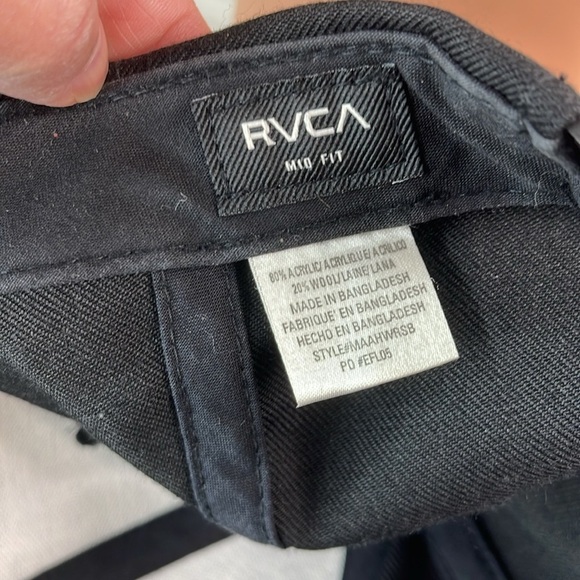 RVCA
MID FIT
80% ACRYLIC/ACRYLIQUE/ACRILICO
20% WOOL/LAINE/LANA
MADE IN BANGLADESH
FABRIQUE' EN BANGLADESH
HECHO EN BANGLADESH
STYLE#MAAHWRSB
PO #EFL05